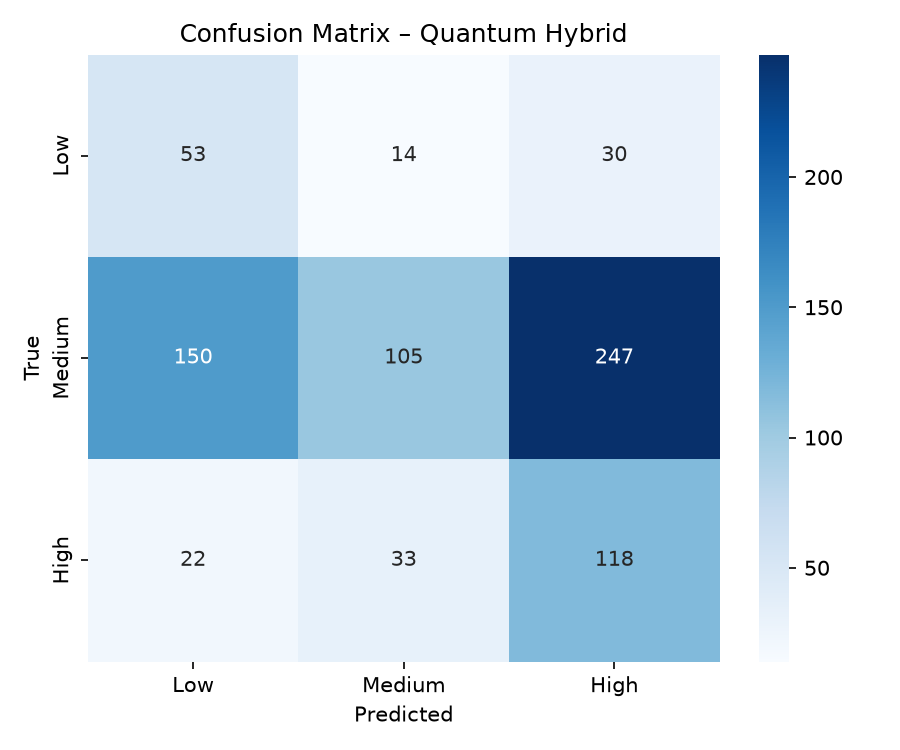 Confusion Matrix – Quantum Hybrid
Low
53 14 30
200
150
True
Medium
150 105 247
100
High
22 33 118
50
Low Medium High
Predicted